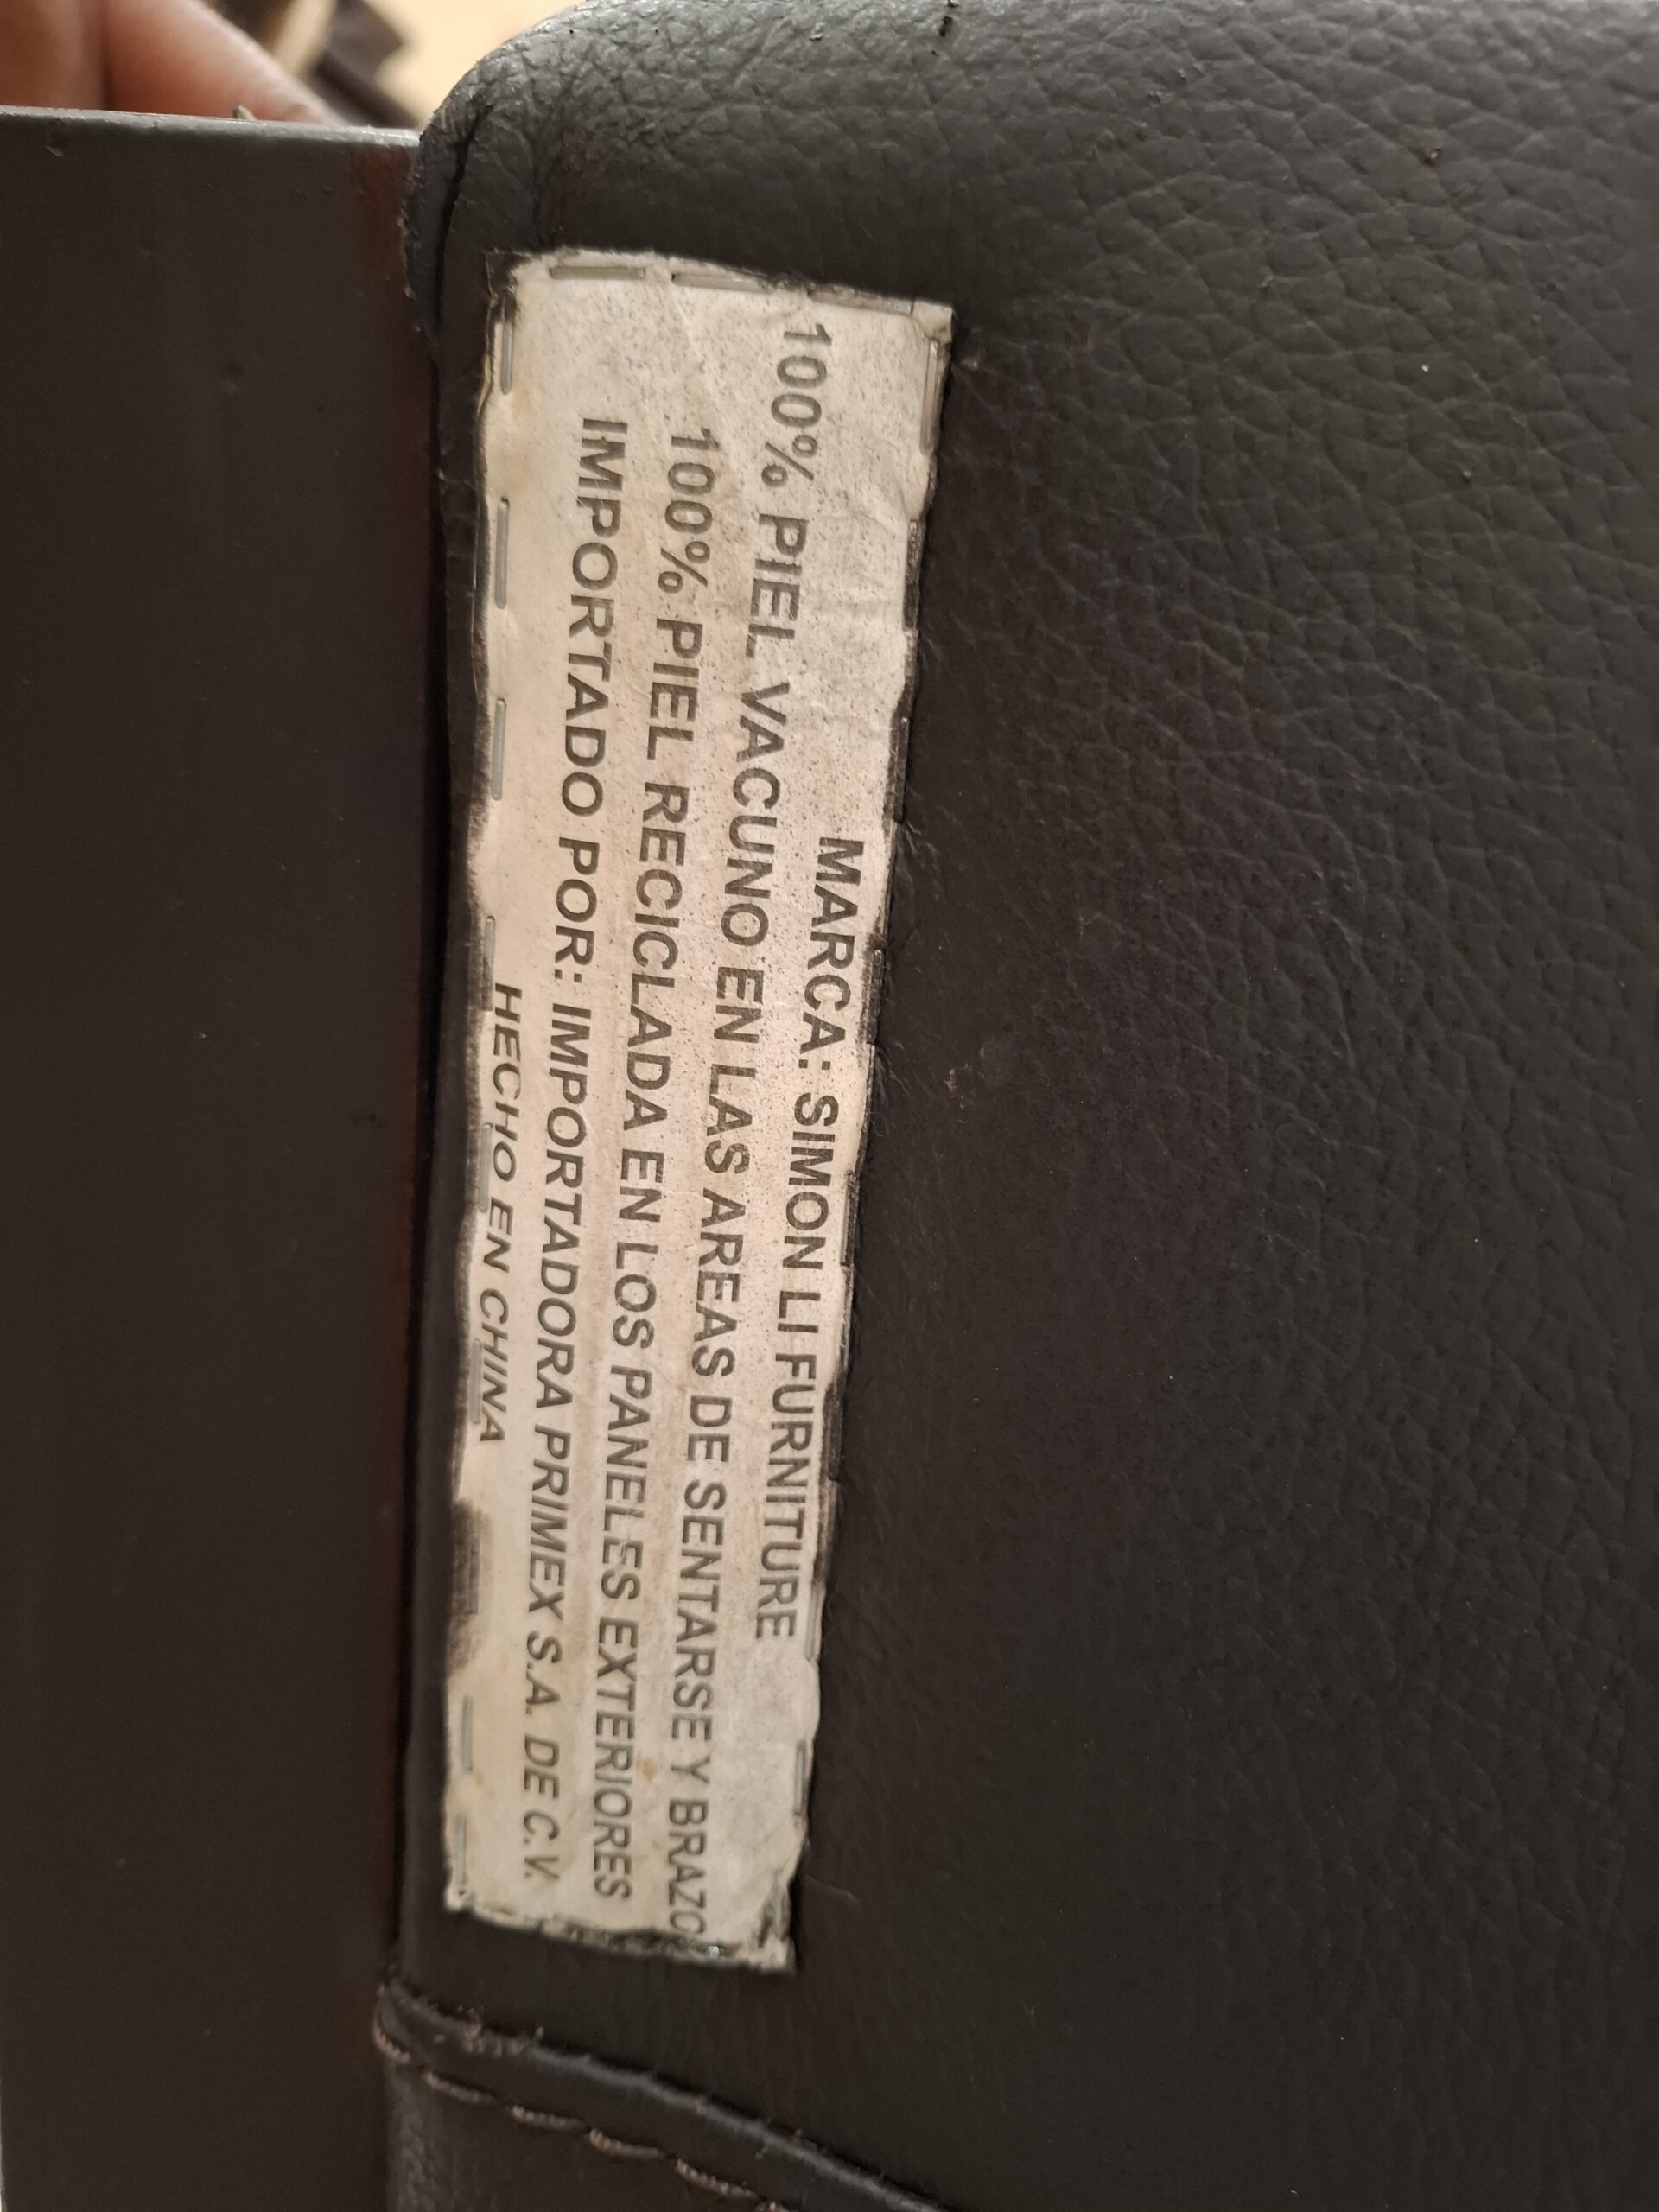 MARCA: SIMON LI FURNITURE
100% PIEL VACUNO EN LAS AREAS DE SENTARSE Y BRAZO
100% PIEL RECICLADA EN LOS PANELES EXTERIORES
IMPORTADO POR: IMPORTADORA PRIMEX S.A. DE C.V.
HECHO EN CHINA